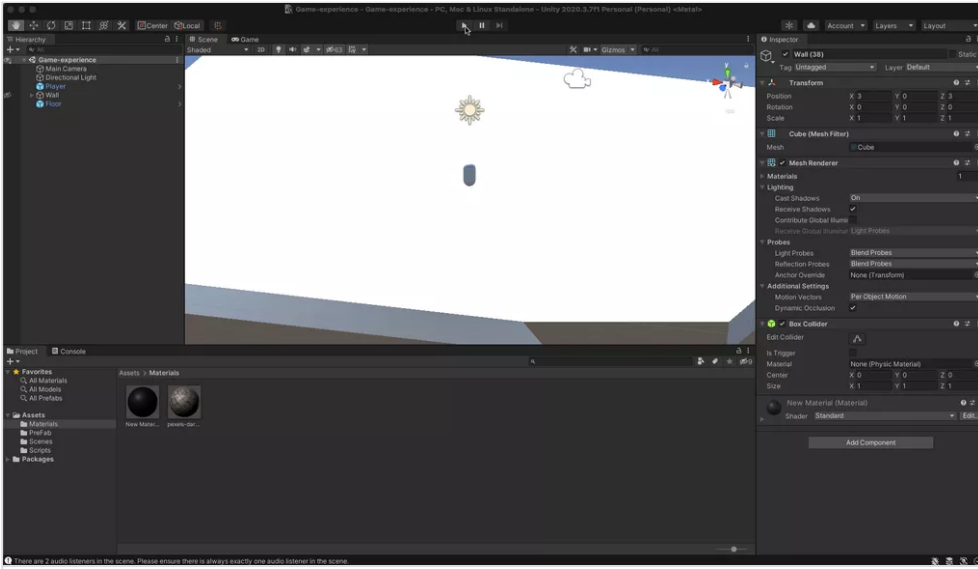 Game-experience - Game-experience - PC, Mac & Linux Standalone - Unity 2020.3.7f1 Personal (Personal) <Metal>
Center Local
Account Layers Layout
Hierarchy
All
Game-experience
Main Camera
Directional Light
Player
Wall
Floor
Scene Game
Shaded 2D 63 Gizmos All
Inspector
Wall (38) Static
Tag Untagged Layer Default
Transform
Position X 3 Y 0 Z 3
Rotation X 0 Y 0 Z 0
Scale X 1 Y 1 Z 1
Cube (Mesh Filter)
Mesh Cube
Mesh Renderer
Materials 1
Lighting
Cast Shadows On
Receive Shadows
Contribute Global Illumi
Receive Global Illuminat Light Probes
Probes
Light Probes Blend Probes
Reflection Probes Blend Probes
Anchor Override None (Transform)
Additional Settings
Motion Vectors Per Object Motion
Dynamic Occlusion
Box Collider
Edit Collider
Is Trigger
Material None (Physic Material)
Center X 0 Y 0 Z 0
Size X 1 Y 1 Z 1
New Material (Material)
Shader Standard Edit.
Add Component
Project Console
9
Favorites
All Materials
All Models
All Prefabs
Assets
Materials
PreFab
Scenes
Scripts
Packages
Assets > Materials
New Mater... pexels-dar...
There are 2 audio listeners in the scene. Please ensure there is always exactly one audio listener in the scene.